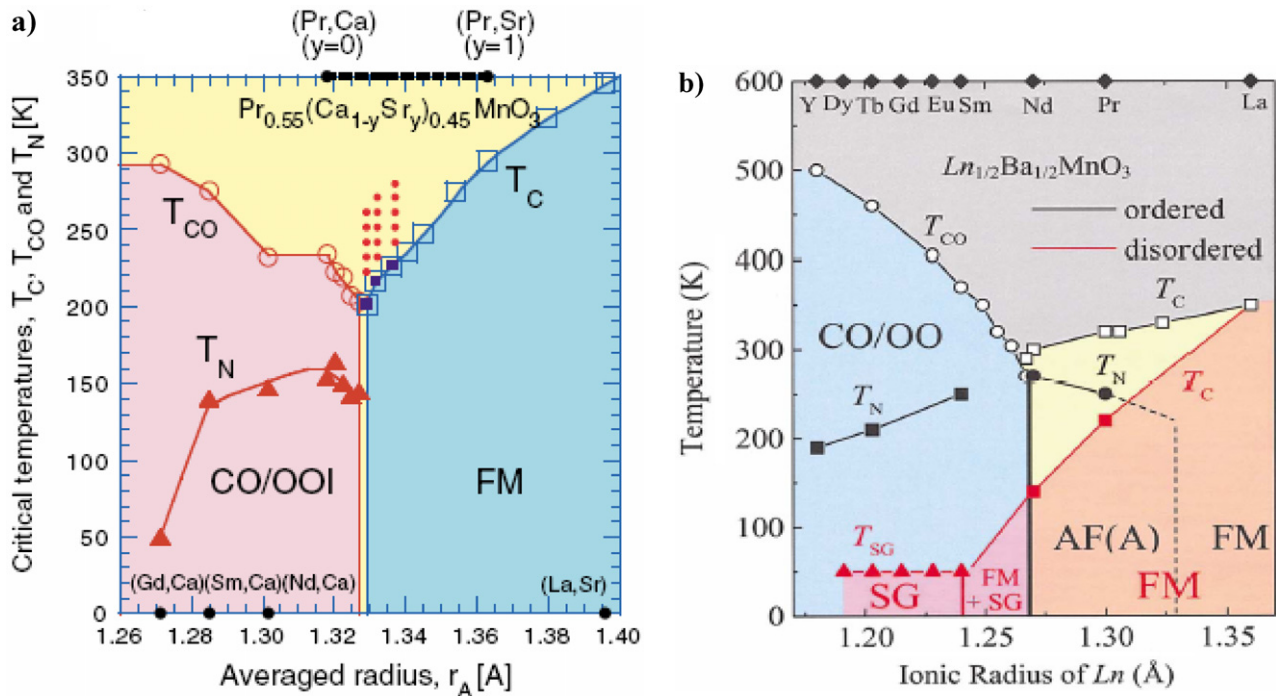 a)
(Pr,Ca) (Pr,Sr)
(y=0) (y=1)
Pr0.55(Ca1-ySry)0.45MnO3
Critical temperatures, TC, TCO and TN [K]
350
300
250
200
150
100
50
0
TCO
TC
TN
CO/OOI
FM
(Gd,Ca)(Sm,Ca)(Nd,Ca)
(La,Sr)
1.26 1.28 1.30 1.32 1.34 1.36 1.38 1.40
Averaged radius, rA [A]
b)
600
500
400
300
200
100
0
Temperature (K)
Y Dy Tb Gd Eu Sm Nd Pr La
Ln1/2Ba1/2MnO3
ordered
disordered
TCO
TC
CO/OO
TN
TN
TC
TSG
SG
FM
+ SG
AF(A)
FM
FM
1.20 1.25 1.30 1.35
Ionic Radius of Ln (Å)